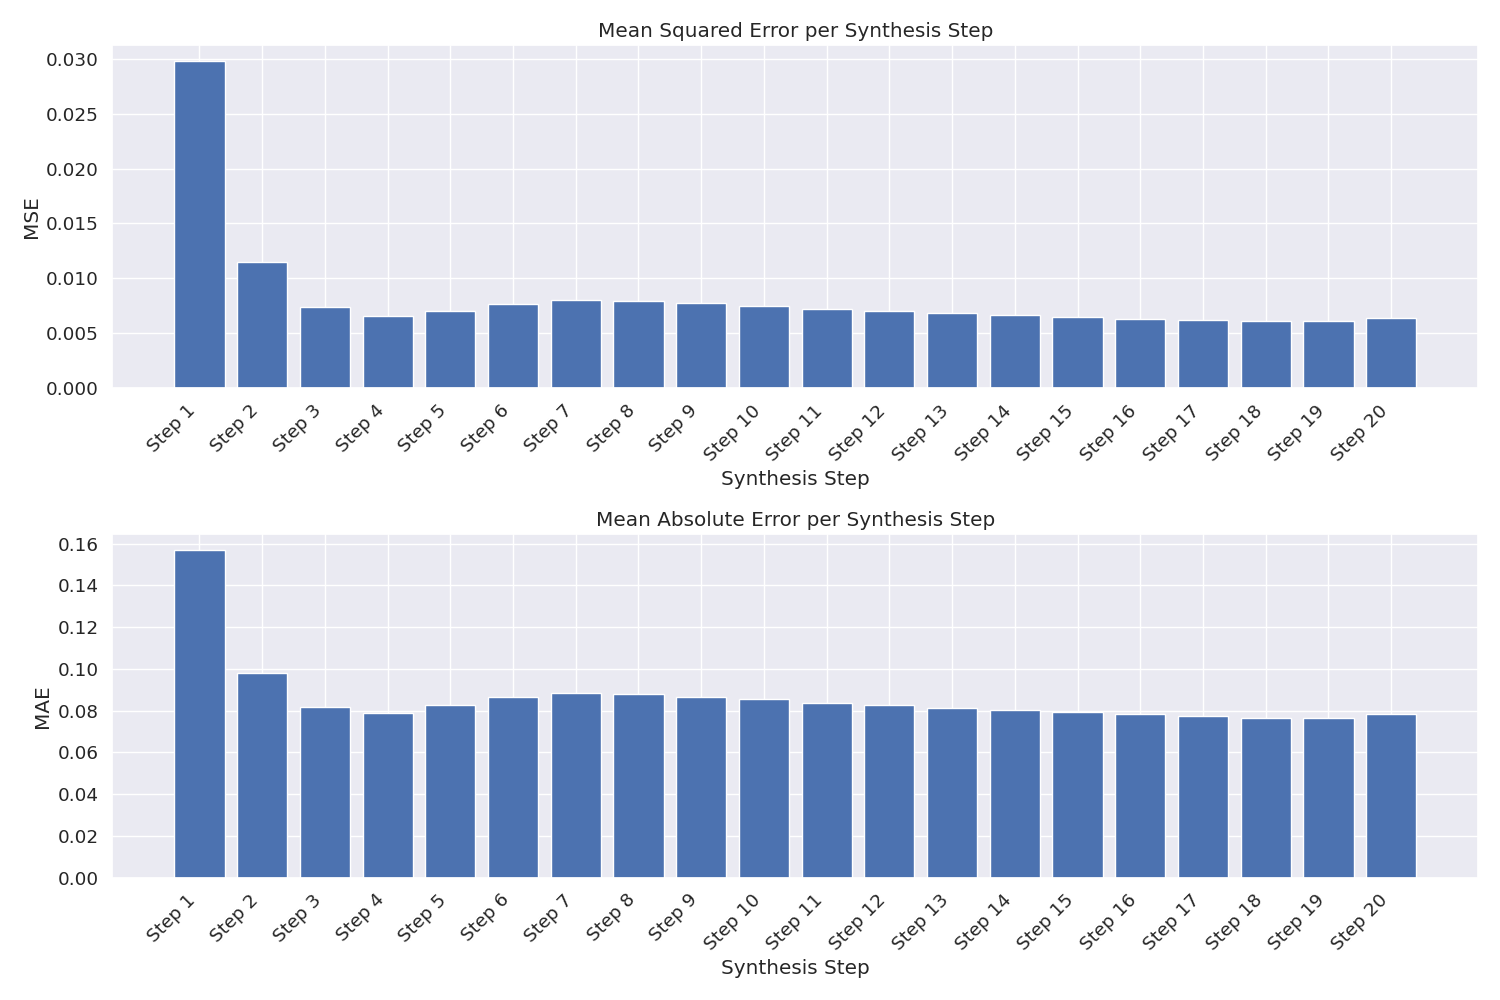 Mean Squared Error per Synthesis Step
0.030
0.025
0.020
0.015
0.010
0.005
0.000
MSE
Step 1
Step 2
Step 3
Step 4
Step 5
Step 6
Step 7
Step 8
Step 9
Step 10
Step 11
Step 12
Step 13
Step 14
Step 15
Step 16
Step 17
Step 18
Step 19
Step 20
Synthesis Step
Mean Absolute Error per Synthesis Step
0.16
0.14
0.12
0.10
0.08
0.06
0.04
0.02
0.00
MAE
Step 1
Step 2
Step 3
Step 4
Step 5
Step 6
Step 7
Step 8
Step 9
Step 10
Step 11
Step 12
Step 13
Step 14
Step 15
Step 16
Step 17
Step 18
Step 19
Step 20
Synthesis Step